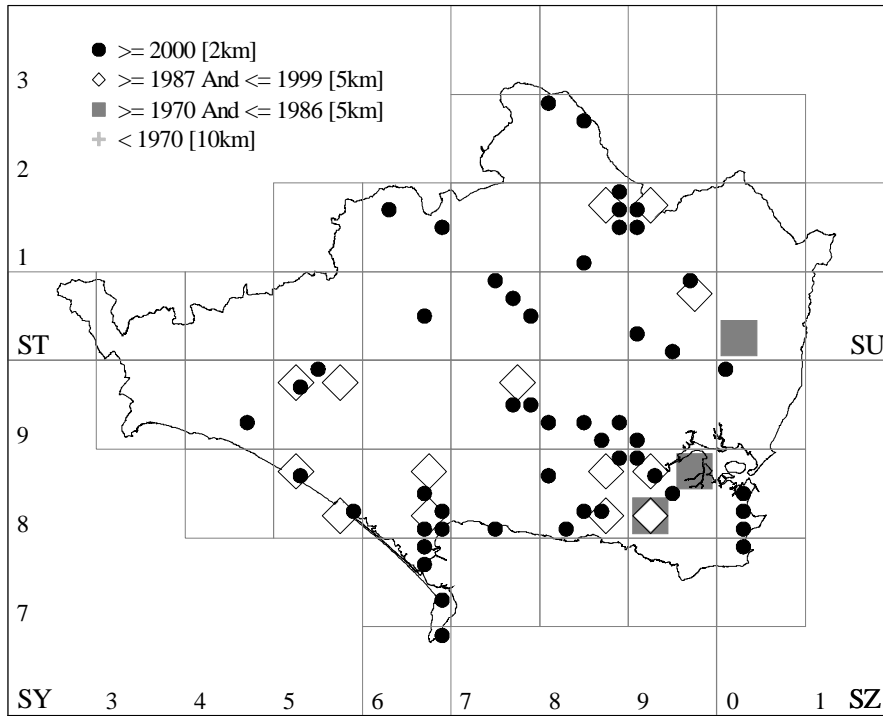 >= 2000 [2km]
3
>= 1987 And <= 1999 [5km]
>= 1970 And <= 1986 [5km]
< 1970 [10km]
2
1
ST SU
9
8
7
SY 3 4 5 6 7 8 9 0 1 SZ